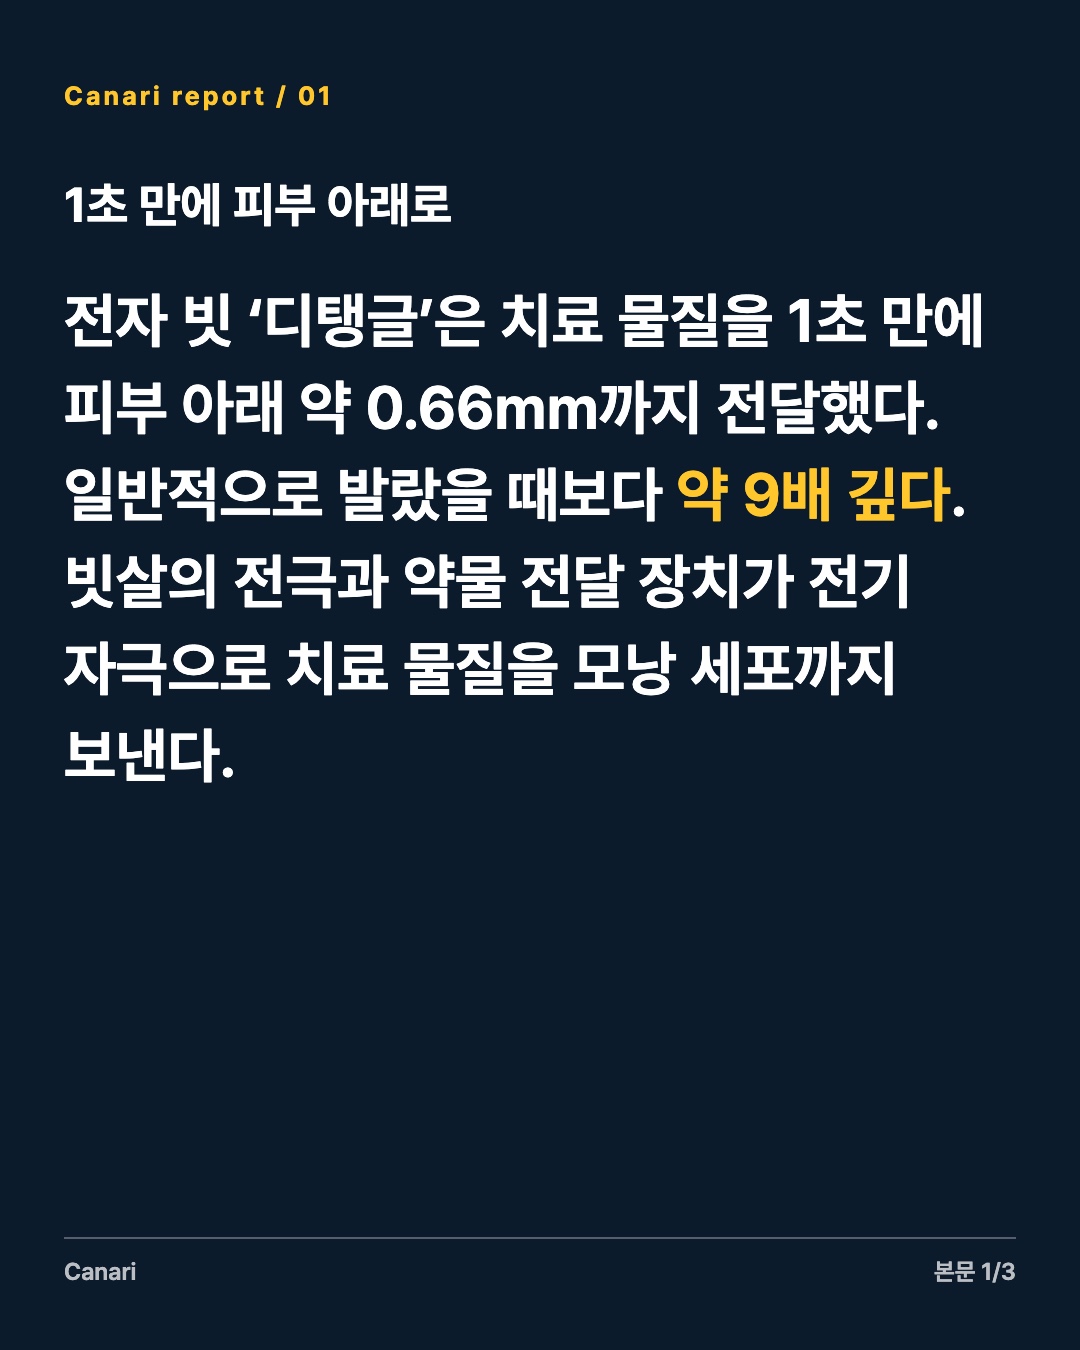 Canari report / 01
1초 만에 피부 아래로
전자 빗 ‘디탱글’은 치료 물질을 1초 만에
피부 아래 약 0.66mm까지 전달했다.
일반적으로 발랐을 때보다 약 9배 깊다.
빗살의 전극과 약물 전달 장치가 전기
자극으로 치료 물질을 모낭 세포까지
보낸다.
Canari
본문 1/3